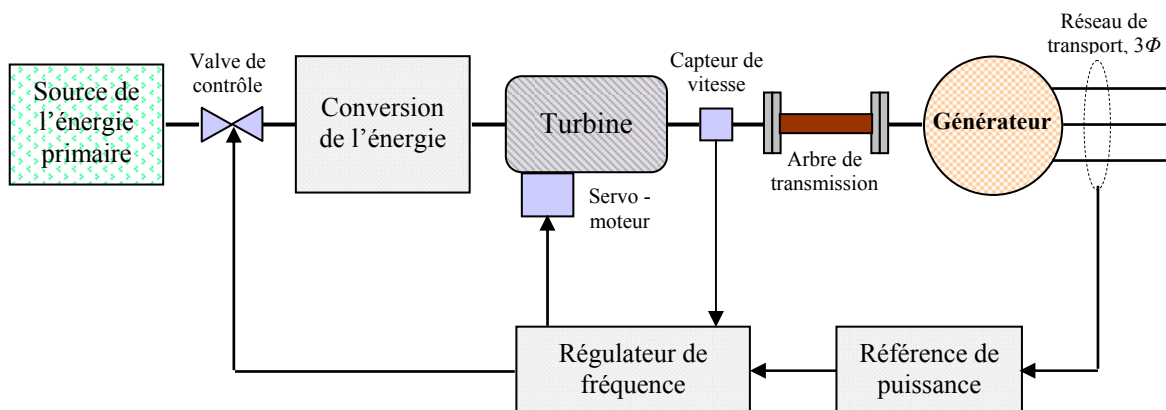 Source de
l'énergie
primaire
Valve de
contrôle
Conversion
de l'énergie
Turbine
Servo -
moteur
Capteur de
vitesse
Arbre de
transmission
Générateur
Réseau de
transport, 3Φ
Régulateur de
fréquence
Référence de
puissance